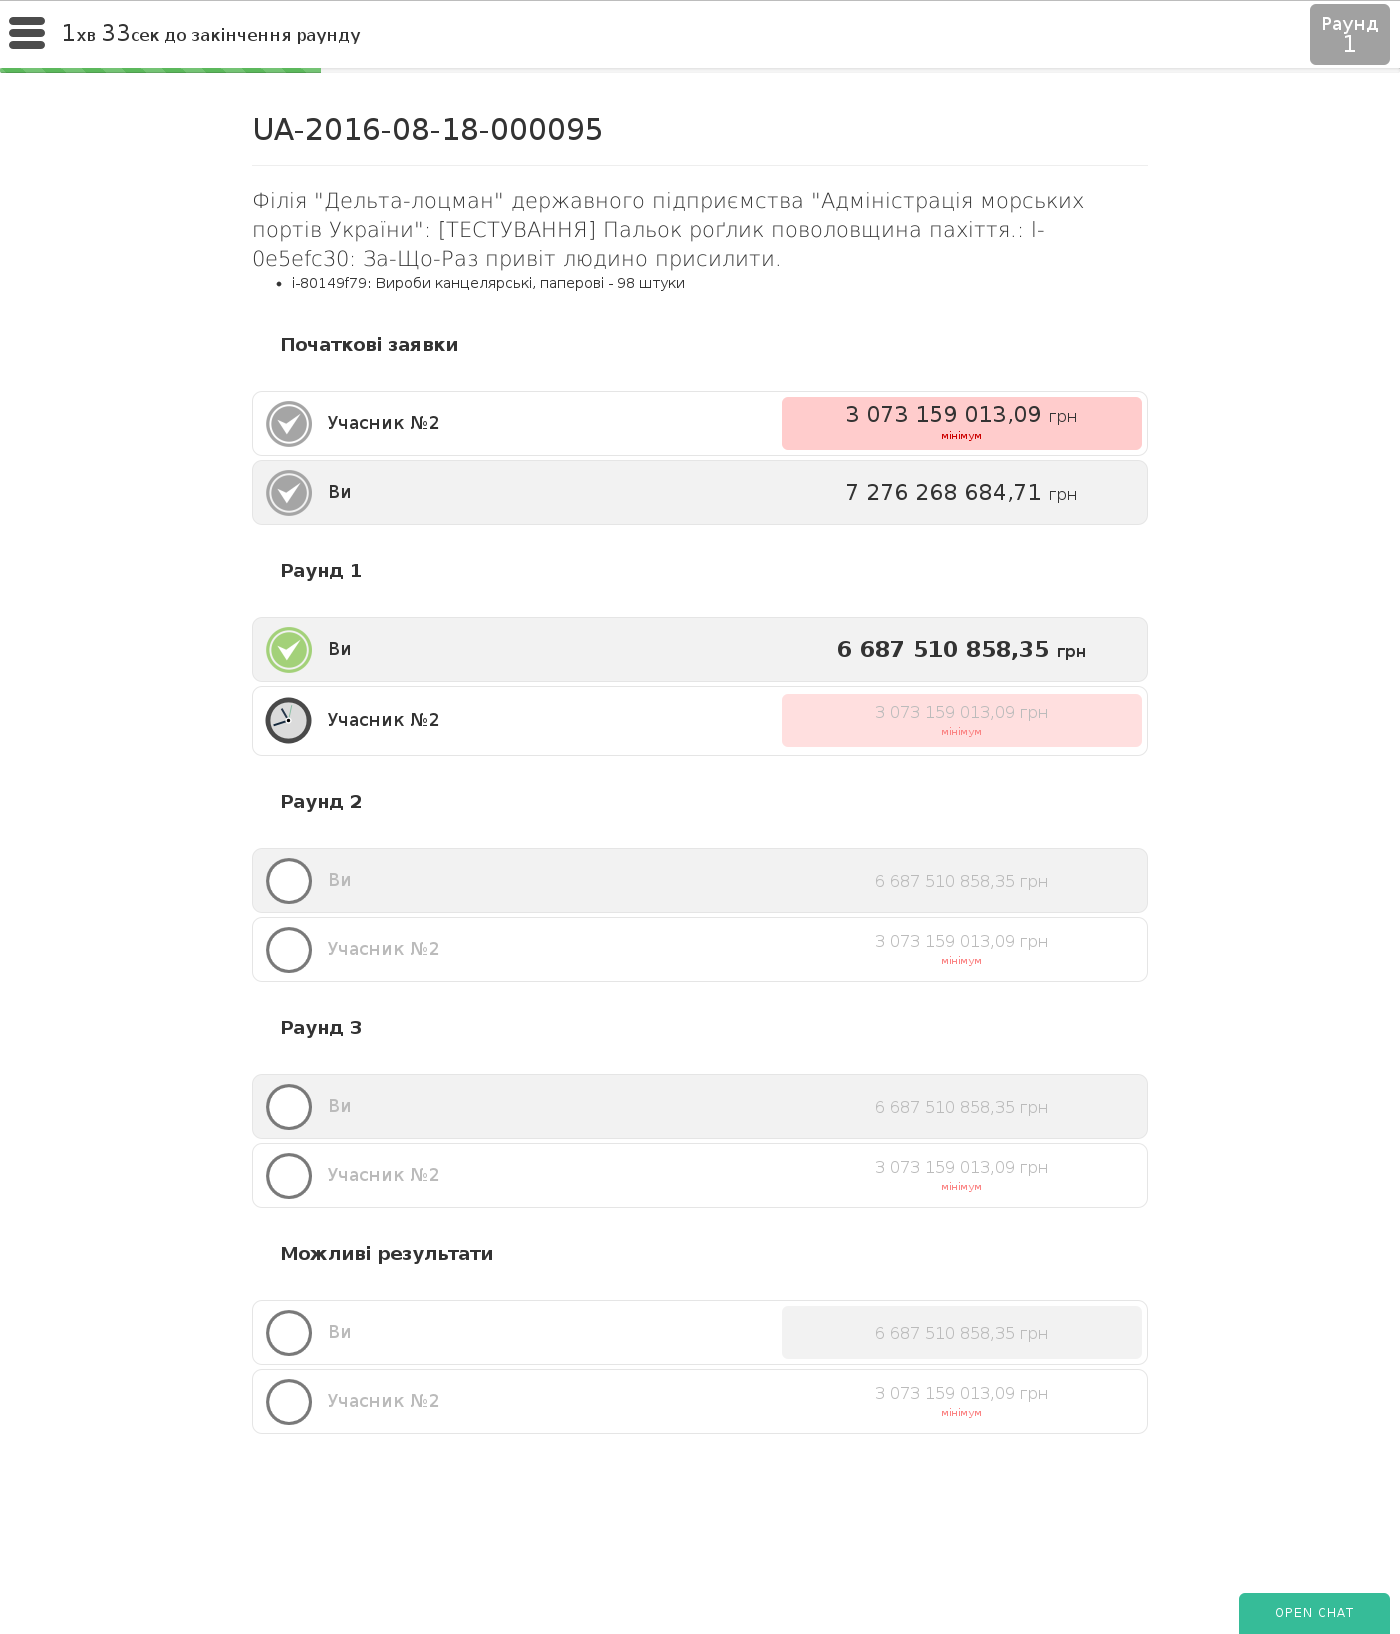 1хв 33сек до закінчення раунду
Раунд
1
UA-2016-08-18-000095
Філія "Дельта-лоцман" державного підприємства "Адміністрація морських
портів України": [ТЕСТУВАННЯ] Пальок роґлик поволовщина пахіття.: I-
0e5efc30: За-Що-Раз привіт людино присилити.
• i-80149f79: Вироби канцелярські, паперові - 98 штуки
Початкові заявки
Учасник №2
3 073 159 013,09 грн
мінімум
Ви
7 276 268 684,71 грн
Раунд 1
Ви
6 687 510 858,35 грн
Учасник №2
3 073 159 013,09 грн
мінімум
Раунд 2
Ви
6 687 510 858,35 грн
Учасник №2
3 073 159 013,09 грн
мінімум
Раунд 3
Ви
6 687 510 858,35 грн
Учасник №2
3 073 159 013,09 грн
мінімум
Можливі результати
Ви
6 687 510 858,35 грн
Учасник №2
3 073 159 013,09 грн
мінімум
OPEN CHAT